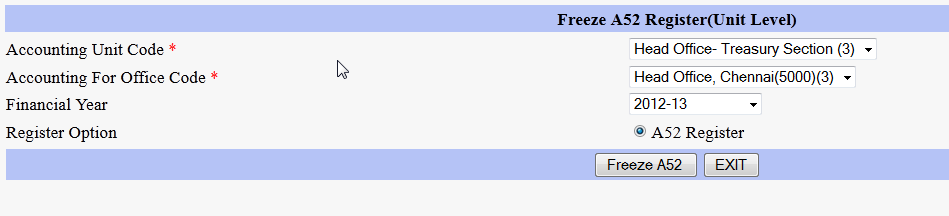 Freeze A52 Register(Unit Level)
Accounting Unit Code * Head Office- Treasury Section (3)
Accounting For Office Code * Head Office, Chennai(5000)(3)
Financial Year 2012-13
Register Option A52 Register
Freeze A52 EXIT